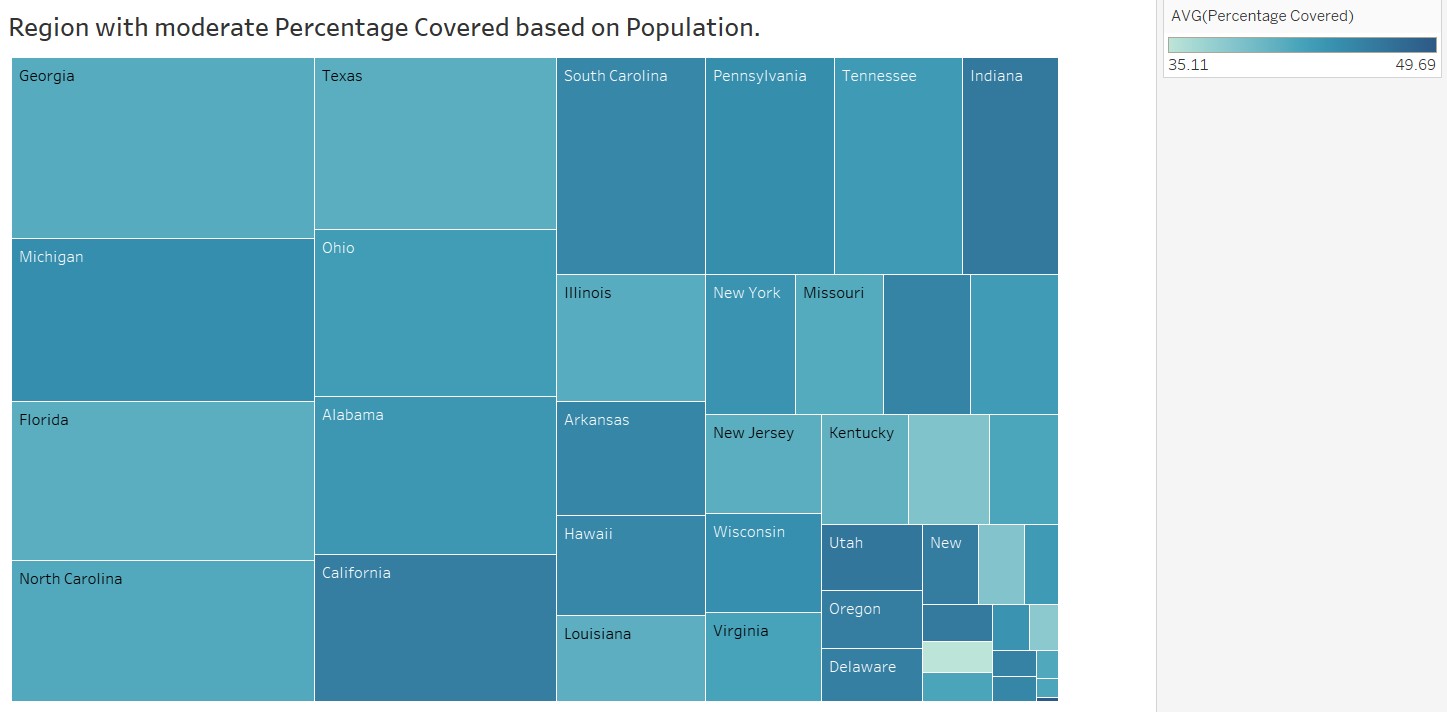 Region with moderate Percentage Covered based on Population.
AVG(Percentage Covered)
35.11 49.69
Georgia
Michigan
Florida
North Carolina
Texas
Ohio
Alabama
California
South Carolina
Illinois
Arkansas
Hawaii
Louisiana
Pennsylvania
Tennessee
Indiana
New York
Missouri
New Jersey
Wisconsin
Virginia
Kentucky
Utah
Oregon
Delaware
New